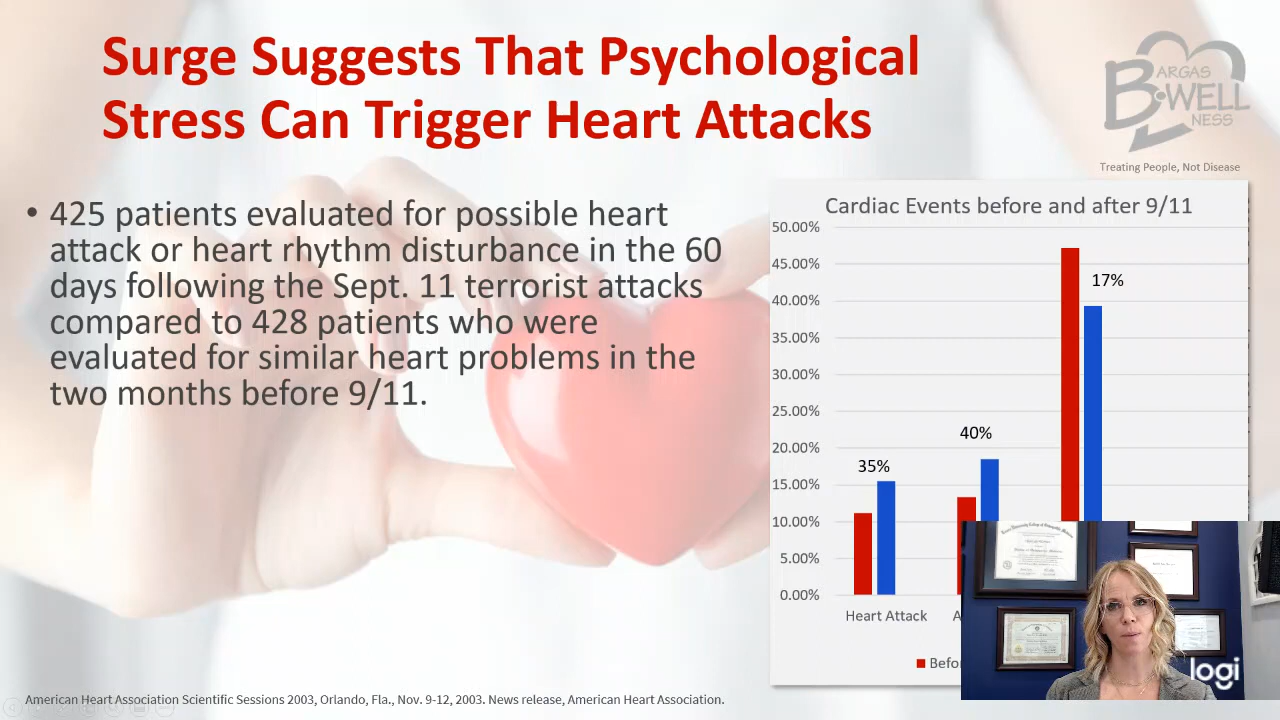 Surge Suggests That Psychological
Stress Can Trigger Heart Attacks
BARGAS
B·WELL
NESS
Treating People, Not Disease
• 425 patients evaluated for possible heart
attack or heart rhythm disturbance in the 60
days following the Sept. 11 terrorist attacks
compared to 428 patients who were
evaluated for similar heart problems in the
two months before 9/11.
Cardiac Events before and after 9/11
50.00%
45.00%
40.00%
35.00%
30.00%
25.00%
20.00%
15.00%
10.00%
5.00%
0.00%
35%
40%
17%
Heart Attack
logi
American Heart Association Scientific Sessions 2003, Orlando, Fla., Nov. 9-12, 2003. News release, American Heart Association.